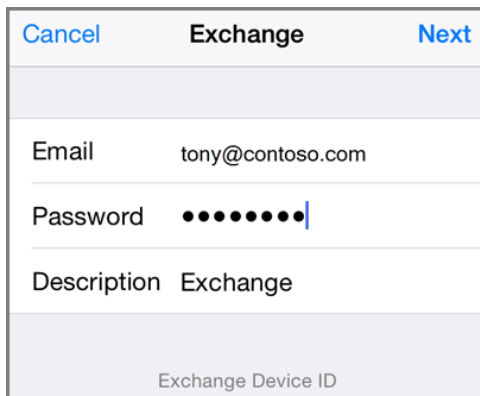 Cancel Exchange Next
Email tony@contoso.com
Password ●●●●●●●●
Description Exchange
Exchange Device ID